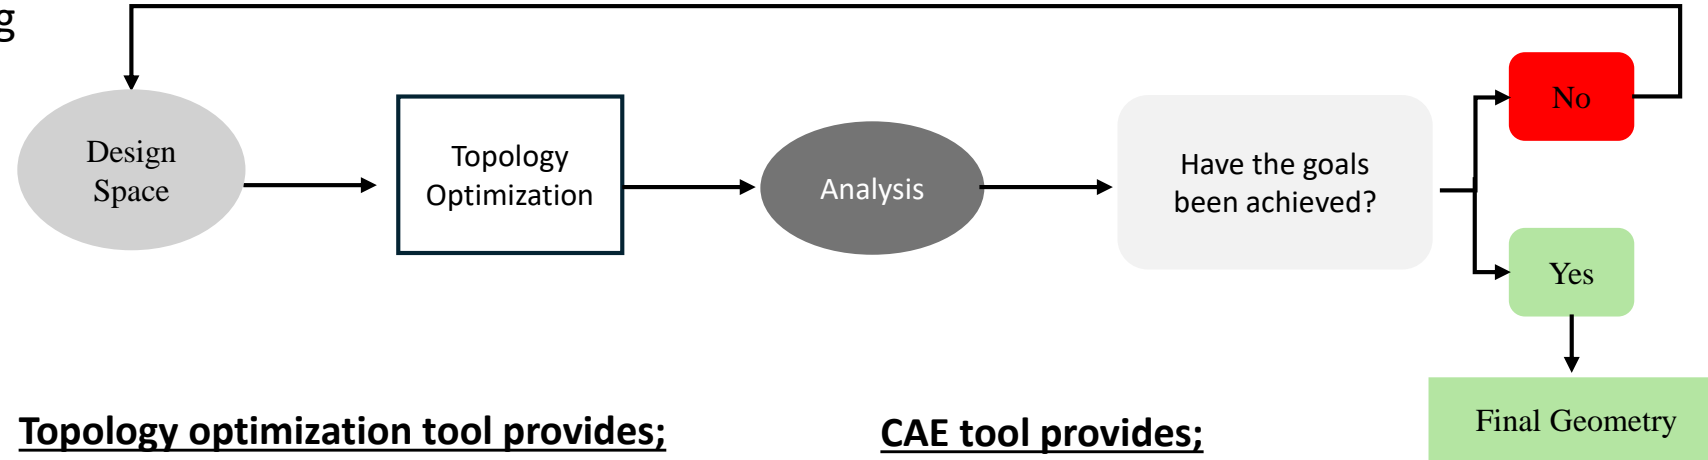 g
Design
Space
Topology
Optimization
Analysis
Have the goals
been achieved?
No
Yes
Final Geometry
Topology optimization tool provides;
CAE tool provides;